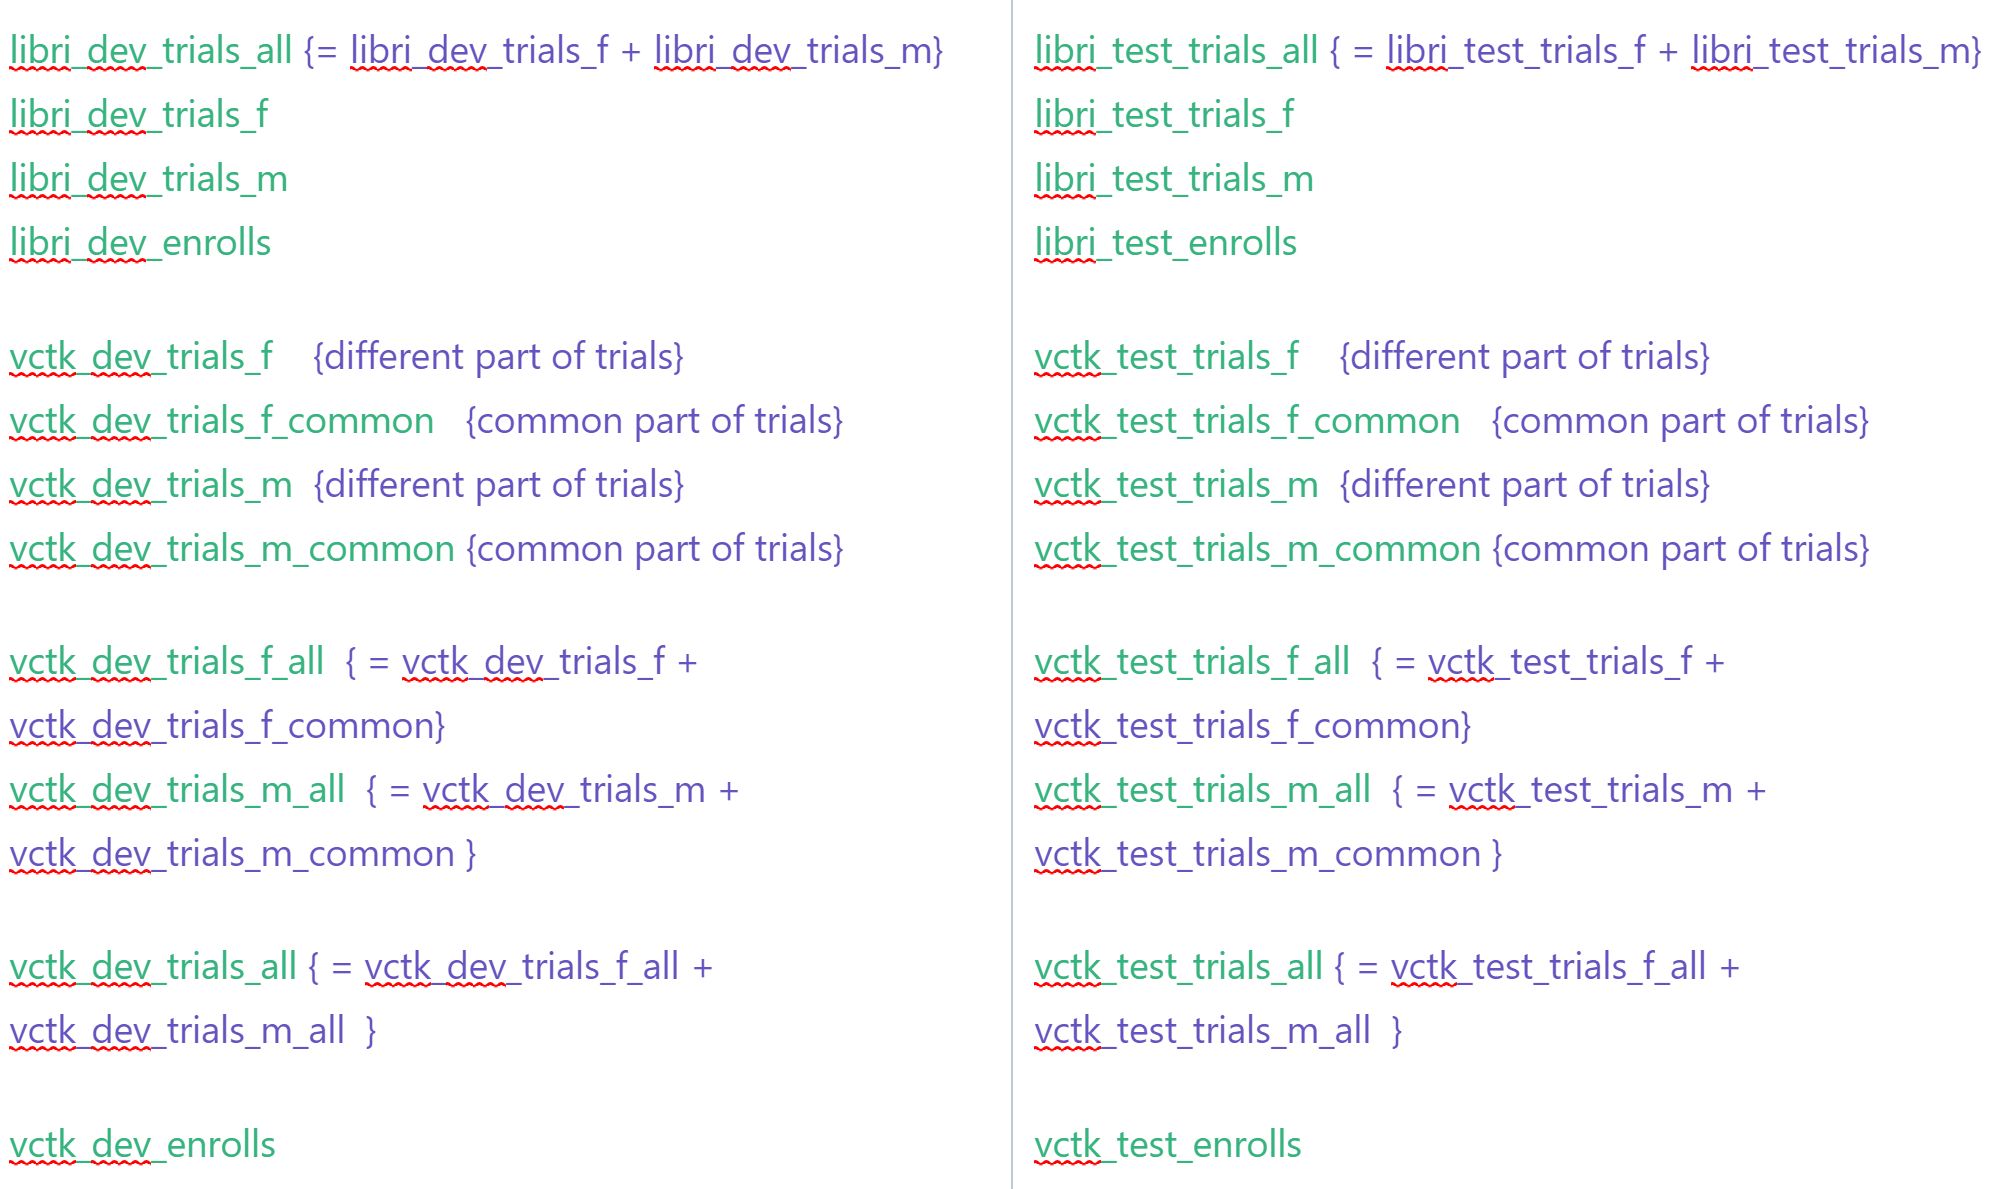 libri_dev_trials_all {= libri_dev_trials_f + libri_dev_trials_m}
libri_dev_trials_f
libri_dev_trials_m
libri_dev_enrolls
vctk_dev_trials_f {different part of trials}
vctk_dev_trials_f_common {common part of trials}
vctk_dev_trials_m {different part of trials}
vctk_dev_trials_m_common {common part of trials}
vctk_dev_trials_f_all { = vctk_dev_trials_f +
vctk_dev_trials_f_common}
vctk_dev_trials_m_all { = vctk_dev_trials_m +
vctk_dev_trials_m_common }
vctk_dev_trials_all { = vctk_dev_trials_f_all +
vctk_dev_trials_m_all }
vctk_dev_enrolls
libri_test_trials_all { = libri_test_trials_f + libri_test_trials_m}
libri_test_trials_f
libri_test_trials_m
libri_test_enrolls
vctk_test_trials_f {different part of trials}
vctk_test_trials_f_common {common part of trials}
vctk_test_trials_m {different part of trials}
vctk_test_trials_m_common {common part of trials}
vctk_test_trials_f_all { = vctk_test_trials_f +
vctk_test_trials_f_common}
vctk_test_trials_m_all { = vctk_test_trials_m +
vctk_test_trials_m_common }
vctk_test_trials_all { = vctk_test_trials_f_all +
vctk_test_trials_m_all }
vctk_test_enrolls